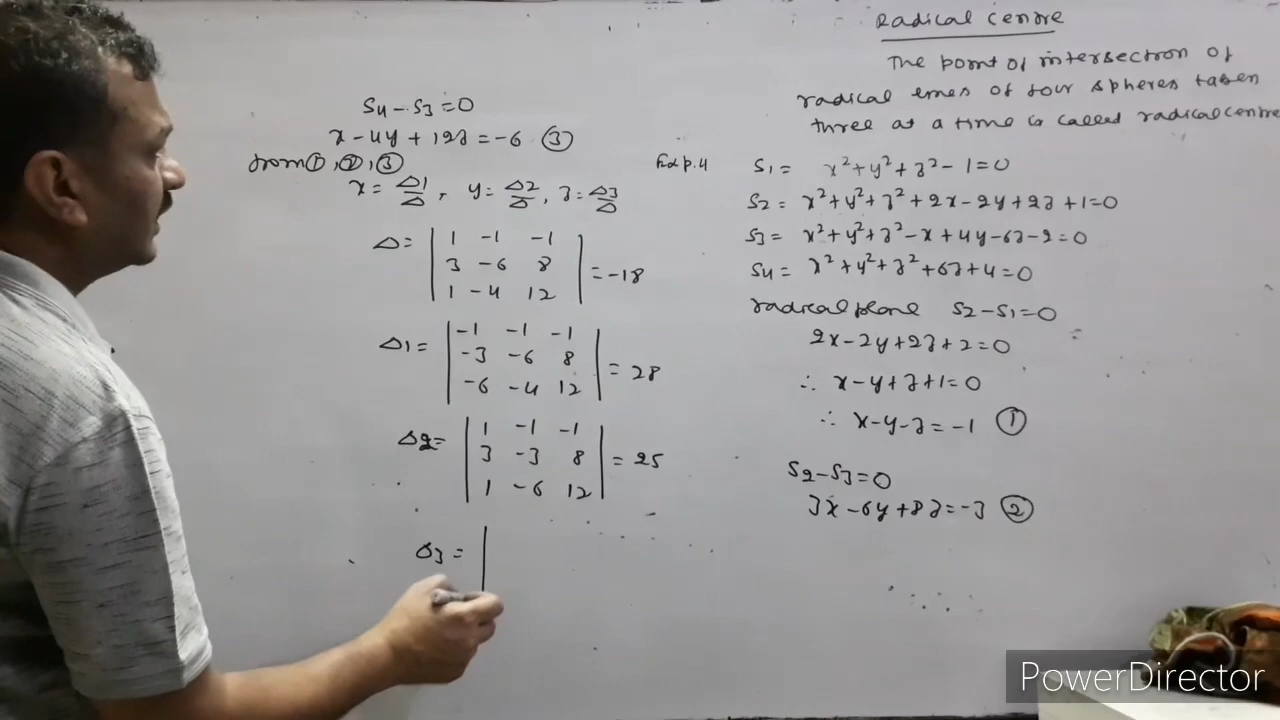 Radical Centre
The point of intersection of
radical lines of four spheres taken
three at a time is called radical centre
Find p.4
S1 = x²+y²+z²-1=0
S2 = x²+y²+z²+2x-2y+2z+1=0
S3 = x²+y²+z²-x+4y-6z-2=0
S4 = x²+y²+z²+6z+4=0
radical plane S2-S1=0
2x-2y+2z+2=0
∴ x-y+z+1=0
∴ x-y-z=-1 ①
S2-S3=0
3x-6y+8z=-3 ②
S4-S3=0
x-4y+12z=-6 ③
from ①, ②, ③
x = Δ1/Δ, y = Δ2/Δ, z = Δ3/Δ
Δ = | 1 -1 -1 |
| 3 -6 8 | = -18
| 1 -4 12 |
Δ1 = | -1 -1 -1 |
| -3 -6 8 | = 28
| -6 -4 12 |
Δ2 = | 1 -1 -1 |
| 3 -3 8 | = 25
| 1 -6 12 |
Δ3 = |
PowerDirector